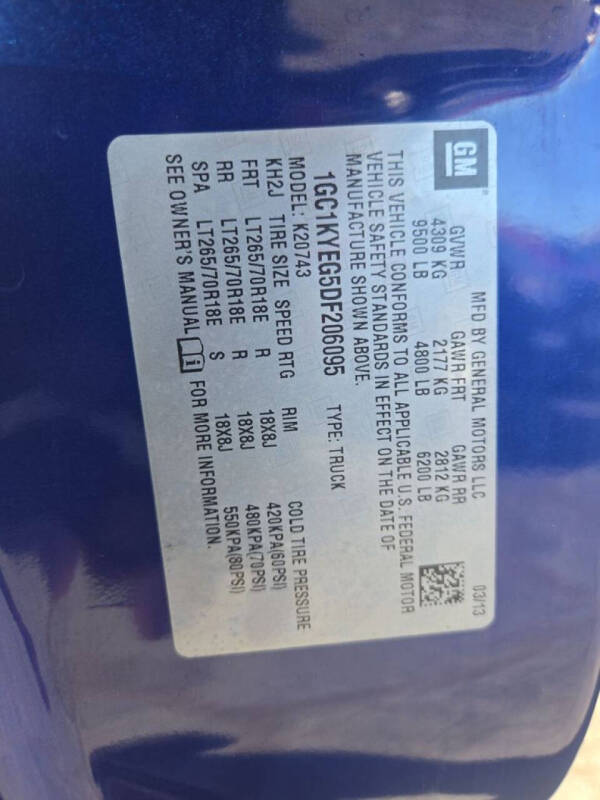 GM®
MFD BY GENERAL MOTORS LLC 03/13
GVWR GAWR FRT GAWR RR
4309 KG 2177 KG 2812 KG
9500 LB 4800 LB 6200 LB
THIS VEHICLE CONFORMS TO ALL APPLICABLE U.S. FEDERAL MOTOR
VEHICLE SAFETY STANDARDS IN EFFECT ON THE DATE OF
MANUFACTURE SHOWN ABOVE.
1GC1KYEG5DF206095 TYPE: TRUCK
MODEL: K20743
KH2J TIRE SIZE SPEED RTG RIM COLD TIRE PRESSURE
FRT LT265/70R18E R 18X8J 420KPA(60PSI)
RR LT265/70R18E R 18X8J 480KPA(70PSI)
SPA LT265/70R18E S 18X8J 550KPA(80PSI)
SEE OWNER'S MANUAL i FOR MORE INFORMATION.